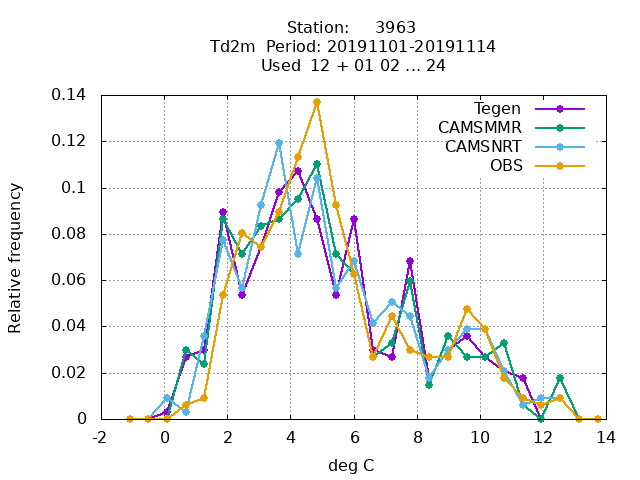 Station: 3963
Td2m Period: 20191101-20191114
Used 12 + 01 02 ... 24
Tegen
CAMSMMR
CAMSNRT
OBS
Relative frequency
0.14
0.12
0.1
0.08
0.06
0.04
0.02
0
-2 0 2 4 6 8 10 12 14
deg C